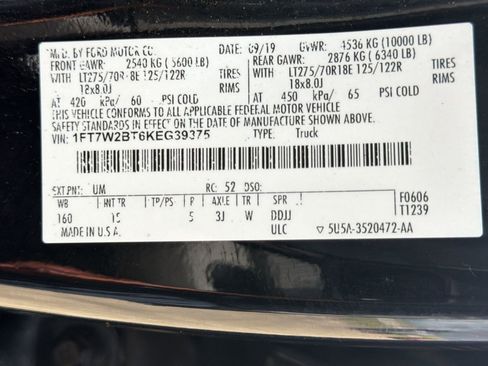 MFD. BY FORD MOTOR CO.
DATE: 09/19 GVWR: 4536 KG (10000 LB)
FRONT GAWR: 2540 KG (5600 LB) REAR GAWR: 2876 KG (6340 LB)
WITH LT275/70R18E 125/122R TIRES WITH LT275/70R18E 125/122R TIRES
18x8.0J RIMS 18x8.0J RIMS
AT 420 kPa/ 60 PSI COLD AT 450 kPa/ 65 PSI COLD
THIS VEHICLE CONFORMS TO ALL APPLICABLE FEDERAL MOTOR VEHICLE
SAFETY STANDARDS IN EFFECT ON THE DATE OF MANUFACTURE SHOWN ABOVE.
VIN: 1FT7W2BT6KEG39375 TYPE: Truck
EXT PNT: UM RC: 52 DSO:
WB INT TR TP/PS R AXLE TR SPR F0606
160 15 5 3J W DDJJ T1239
MADE IN U.S.A. ULC ▽ 5U5A-3520472-AA